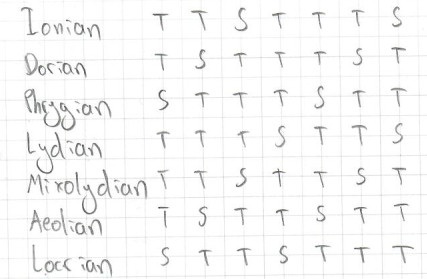 Ionian T T S T T T S
Dorian T S T T T S T
Phrygian S T T T S T T
Lydian T T T S T T S
Mixolydian T T S T T S T
Aeolian T S T T S T T
Locrian S T T S T T T